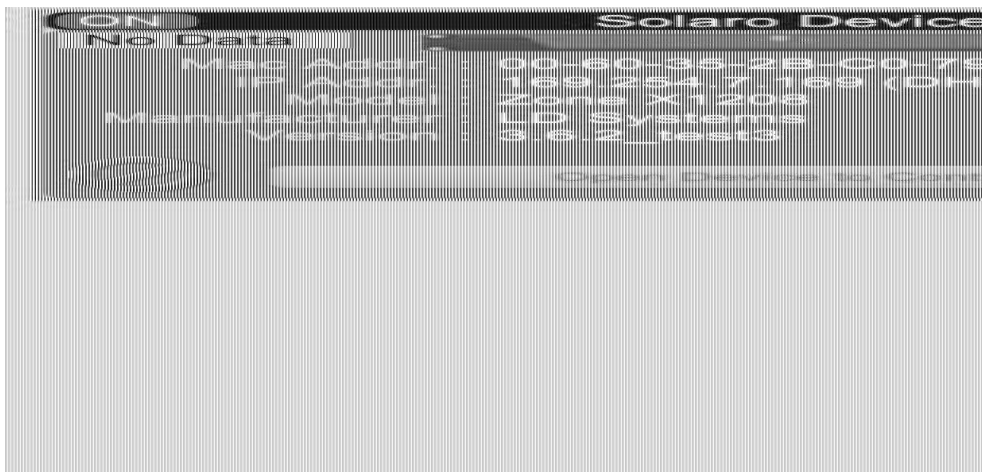 ON Solaro Device
No Data
Mac Addr. : 00-60-35-2B-C0-79
IP Addr. : 169.254.7.169 (DH
Model : Zone X1208
Manufacturer : LD Systems
Version : 3.6.2_test3
Open Device to Cont